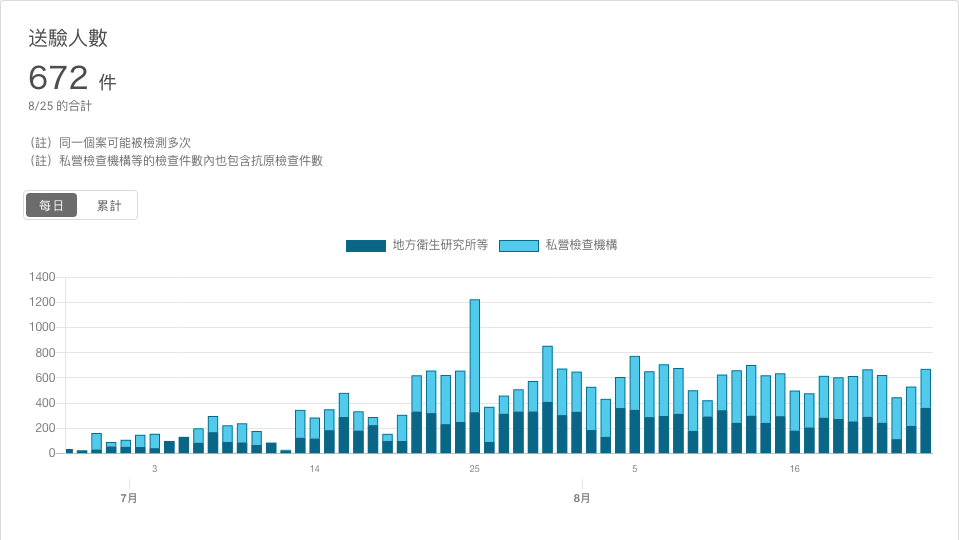 送驗人數
672 件
8/25 的合計
（註）同一個案可能被檢測多次
（註）私營檢查機構等的檢查件數內也包含抗原檢查件數
每日 累計
地方衛生研究所等 私營檢查機構
1400
1200
1000
800
600
400
200
0
3 14 25 5 16
7月 8月